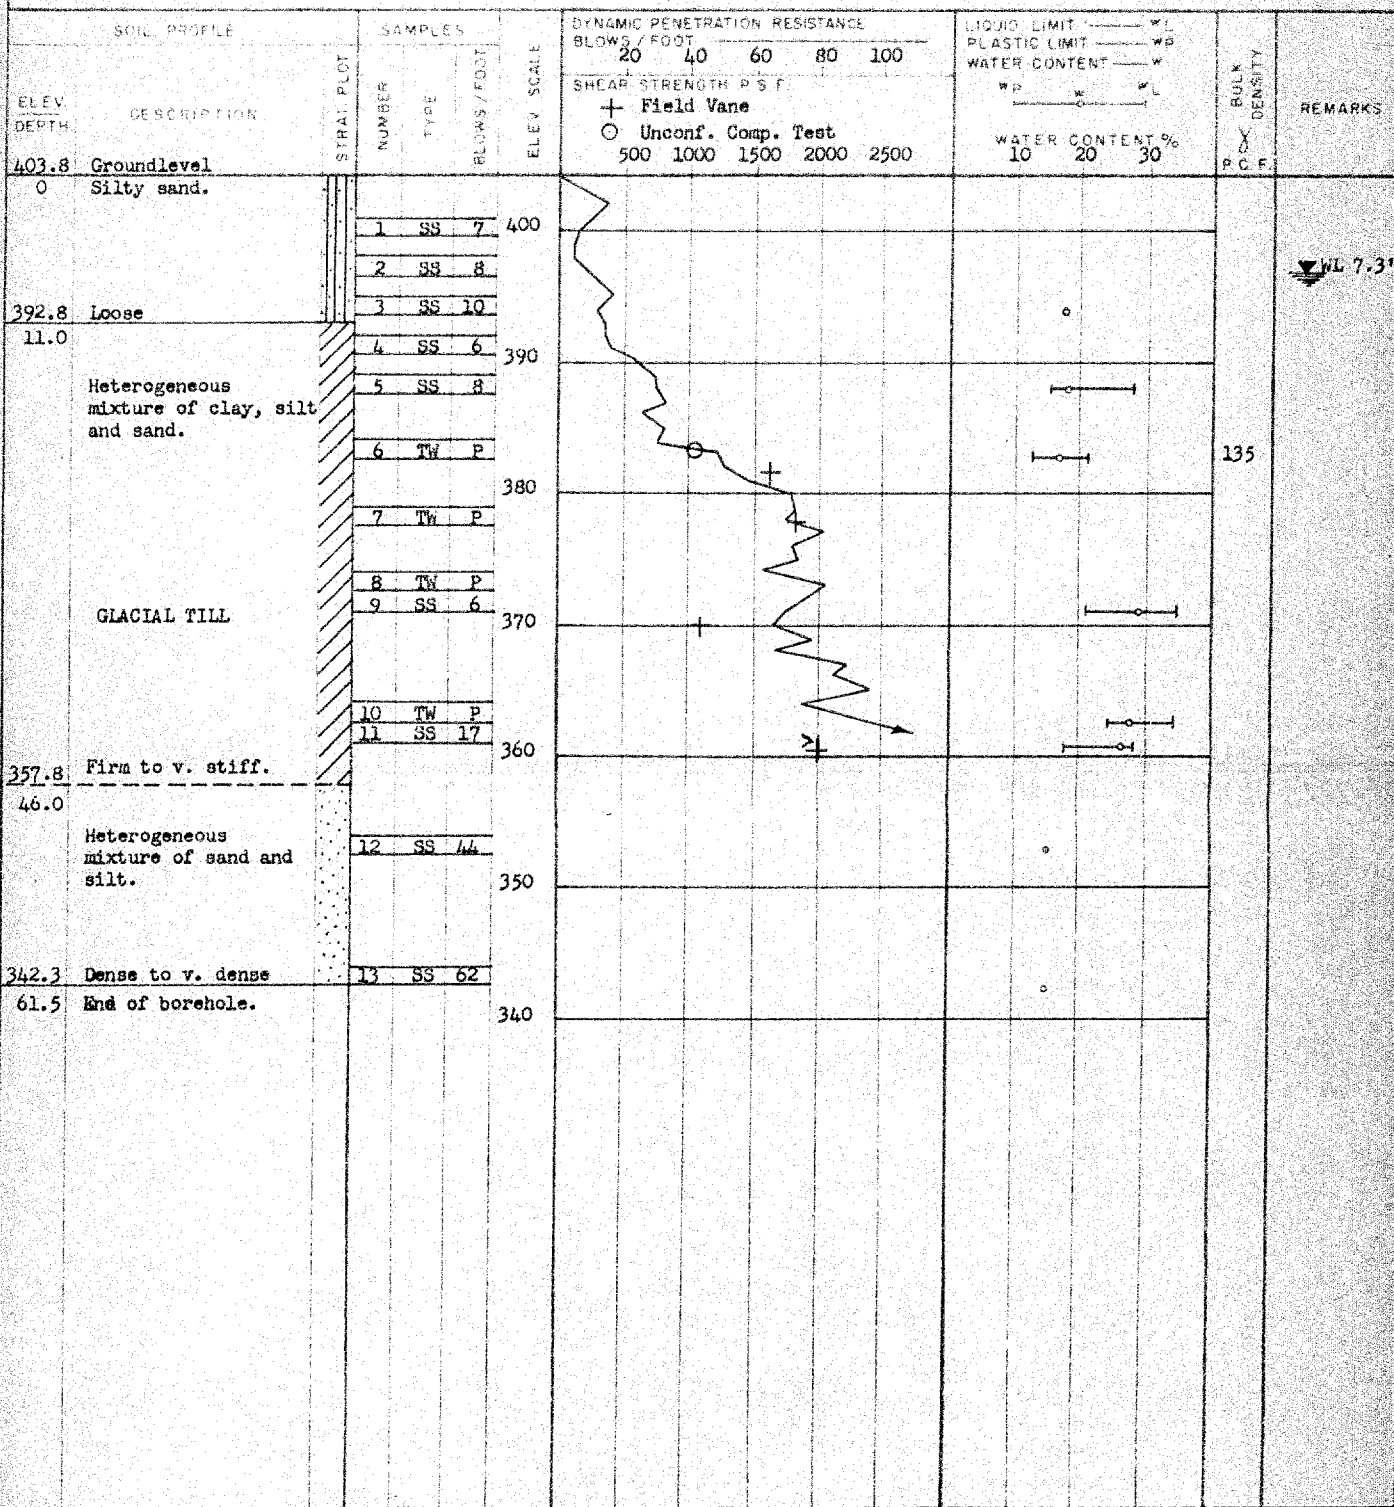 SOIL PROFILE
SAMPLES
ELEV. SCALE
DYNAMIC PENETRATION RESISTANCE
BLOWS / FOOT
20 40 60 80 100
SHEAR STRENGTH P.S.F.
+ Field Vane
○ Unconf. Comp. Test
500 1000 1500 2000 2500
LIQUID LIMIT WL
PLASTIC LIMIT WP
WATER CONTENT W
WP W WL
WATER CONTENT %
10 20 30
BULK DENSITY
γ
P.C.F.
REMARKS
ELEV.
DEPTH
DESCRIPTION
STRAT. PLOT
NUMBER
TYPE
BLOWS / FOOT
403.8 Groundlevel
0 Silty sand.
1 SS 7
400
2 SS 8
WL 7.3'
3 SS 10
392.8 Loose
11.0
4 SS 6
390
Heterogeneous
mixture of clay, silt
and sand.
5 SS 8
6 TW P
135
380
7 TW P
8 TW P
9 SS 6
GLACIAL TILL
370
10 TW P
11 SS 17
360
357.8 Firm to v. stiff.
46.0
Heterogeneous
mixture of sand and
silt.
12 SS 44
350
342.3 Dense to v. dense
13 SS 62
61.5 End of borehole.
340